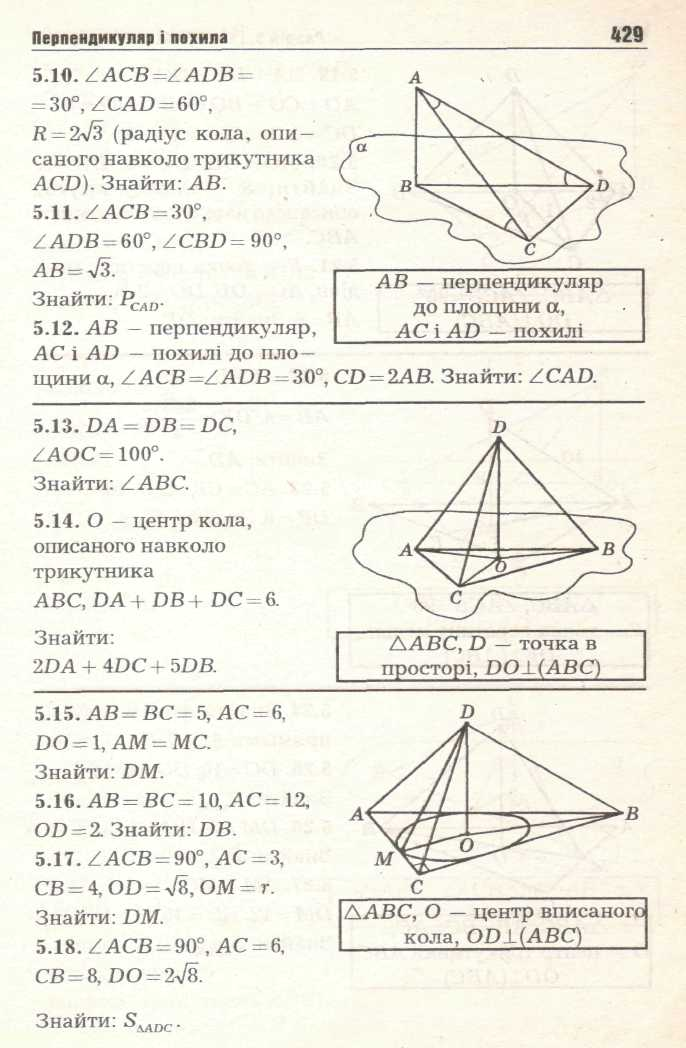 Перпендикуляр і похила
429
5.10. ∠ACB=∠ADB=
=30°, ∠CAD=60°,
R=2√3 (радіус кола, опи-
саного навколо трикутника
ACD). Знайти: AB.
5.11. ∠ACB=30°,
∠ADB=60°, ∠CBD=90°,
AB=√3.
Знайти: P_CAD.
5.12. AB – перпендикуляр,
AC і AD – похилі до пло-
щини α, ∠ACB=∠ADB=30°, CD=2AB. Знайти: ∠CAD.
A
α
B
D
C
AB — перпендикуляр
до площини α,
AC і AD — похилі
5.13. DA=DB=DC,
∠AOC=100°.
Знайти: ∠ABC.
5.14. O – центр кола,
описаного навколо
трикутника
ABC, DA+DB+DC=6.
Знайти:
2DA+4DC+5DB.
D
A
B
O
C
△ABC, D — точка в
просторі, DO⊥(ABC)
5.15. AB=BC=5, AC=6,
DO=1, AM=MC.
Знайти: DM.
5.16. AB=BC=10, AC=12,
OD=2. Знайти: DB.
5.17. ∠ACB=90°, AC=3,
CB=4, OD=√8, OM=r.
Знайти: DM.
5.18. ∠ACB=90°, AC=6,
CB=8, DO=2√8.
Знайти: S_△ADC.
D
A
B
O
M
C
△ABC, O — центр вписаного
кола, OD⊥(ABC)